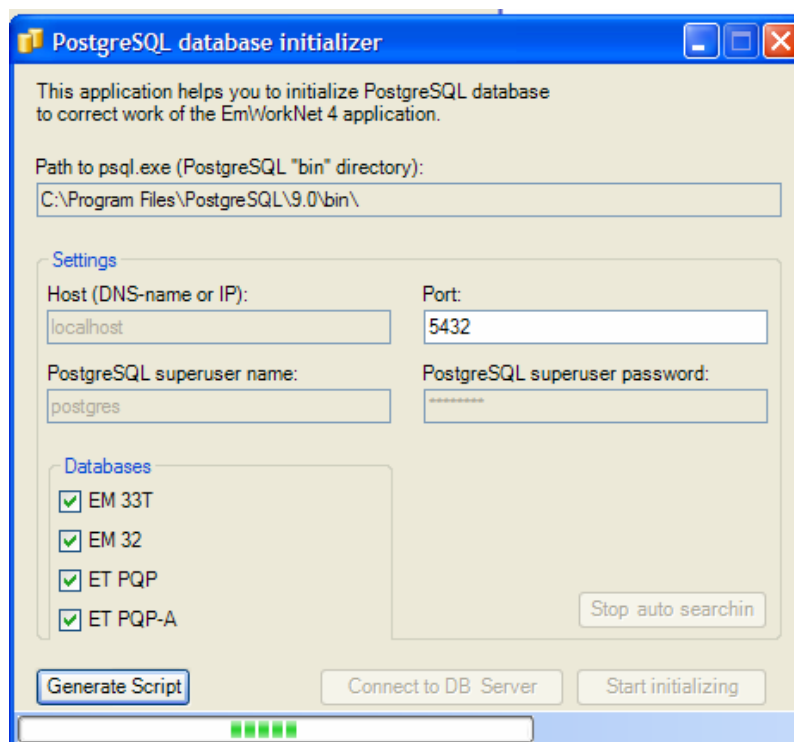 PostgreSQL database initializer
This application helps you to initialize PostgreSQL database
to correct work of the EmWorkNet 4 application.
Path to psql.exe (PostgreSQL "bin" directory):
C:\Program Files\PostgreSQL\9.0\bin\
Settings
Host (DNS-name or IP):
Port:
localhost
5432
PostgreSQL superuser name:
PostgreSQL superuser password:
postgres
********
Databases
EM 33T
EM 32
ET PQP
ET PQP-A
Stop auto searchin
Generate Script
Connect to DB Server
Start initializing